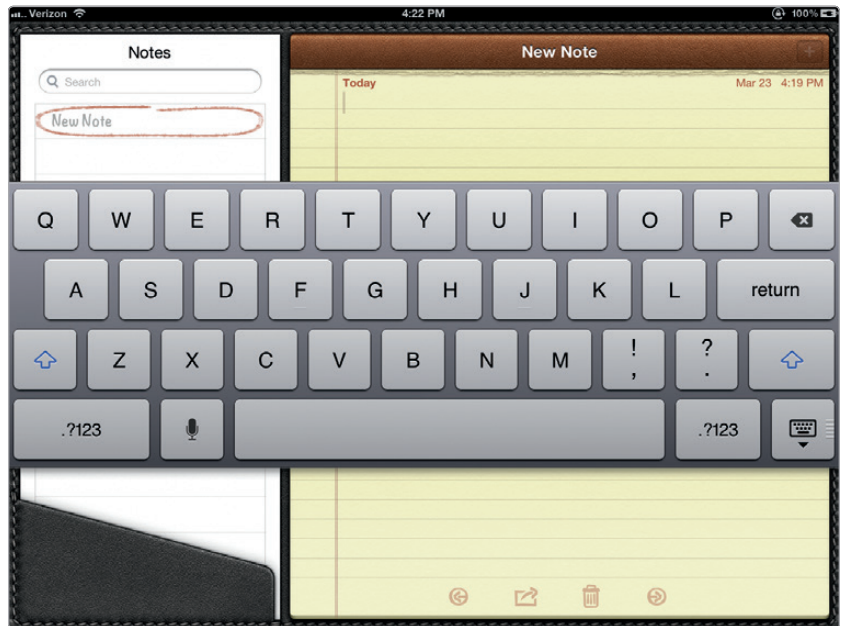 Verizon 4:22 PM 100%
Notes
New Note
Search
Today Mar 23 4:19 PM
New Note
Q W E R T Y U I O P
A S D F G H J K L return
Z X C V B N M ! , ? .
.?123 .?123